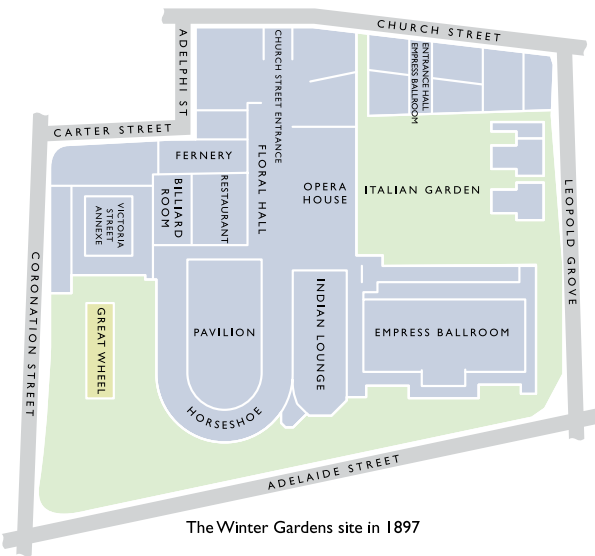 CHURCH STREET
ADELPHI ST
CHURCH STREET ENTRANCE
ENTRANCE HALL
EMPRESS BALLROOM
CARTER STREET
FERNERY
FLORAL HALL
BILLIARD
ROOM
RESTAURANT
OPERA
HOUSE
ITALIAN GARDEN
LEOPOLD GROVE
VICTORIA
STREET
ANNEXE
CORONATION STREET
GREAT WHEEL
PAVILION
INDIAN LOUNGE
EMPRESS BALLROOM
HORSESHOE
ADELAIDE STREET
The Winter Gardens site in 1897